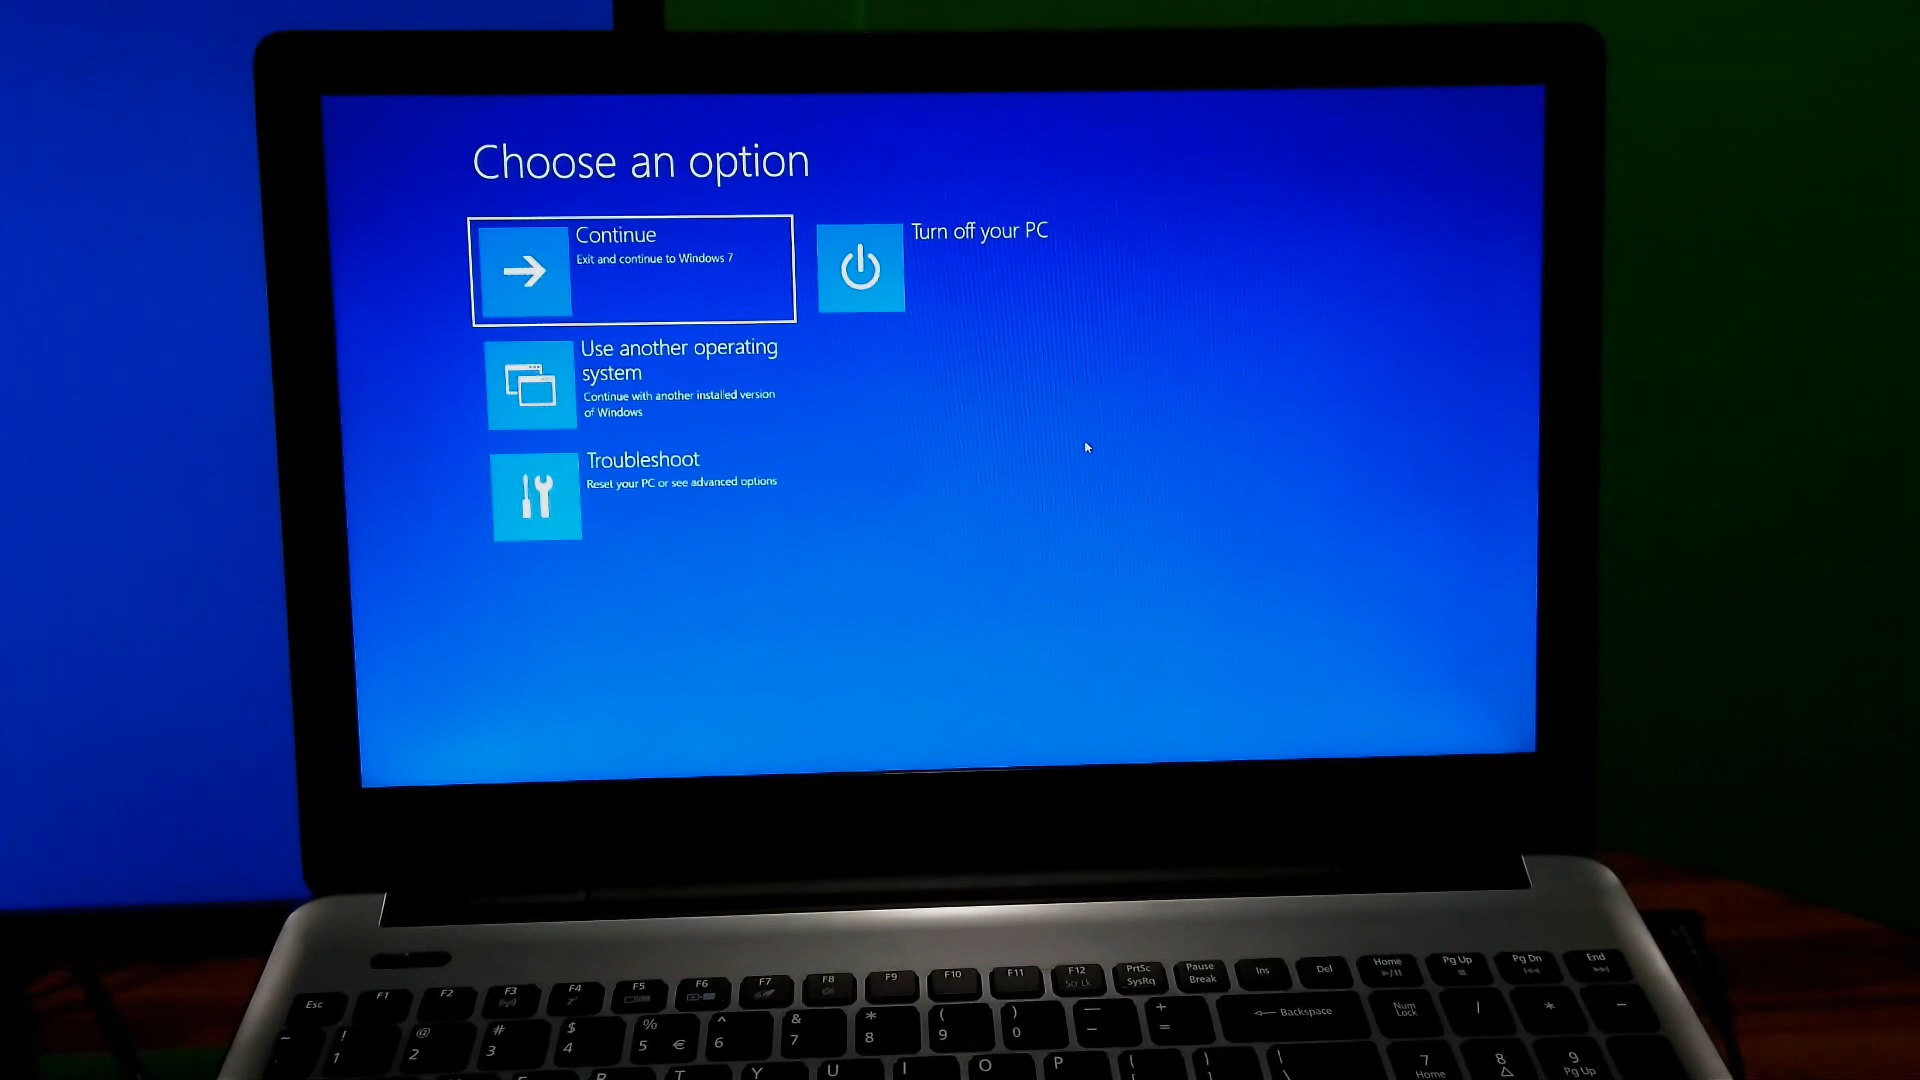 Choose an option
Continue
Exit and continue to Windows 7
Turn off your PC
Use another operating
system
Continue with another installed version
of Windows
Troubleshoot
Reset your PC or see advanced options
Esc F1 F2 F3 F4 F5 F6 F7 F8 F9 F10 F11 F12 Scr Lk PrtSc SysRq Pause Break Ins Del Home Pg Up Pg Dn End
~ ! 1 @ 2 # 3 $ 4 % 5 € ^ 6 & 7 * 8 ( 9 ) 0 — - + = Backspace Num Lock / * -
T Y U I O P 7 Home 8 9 Pg Up